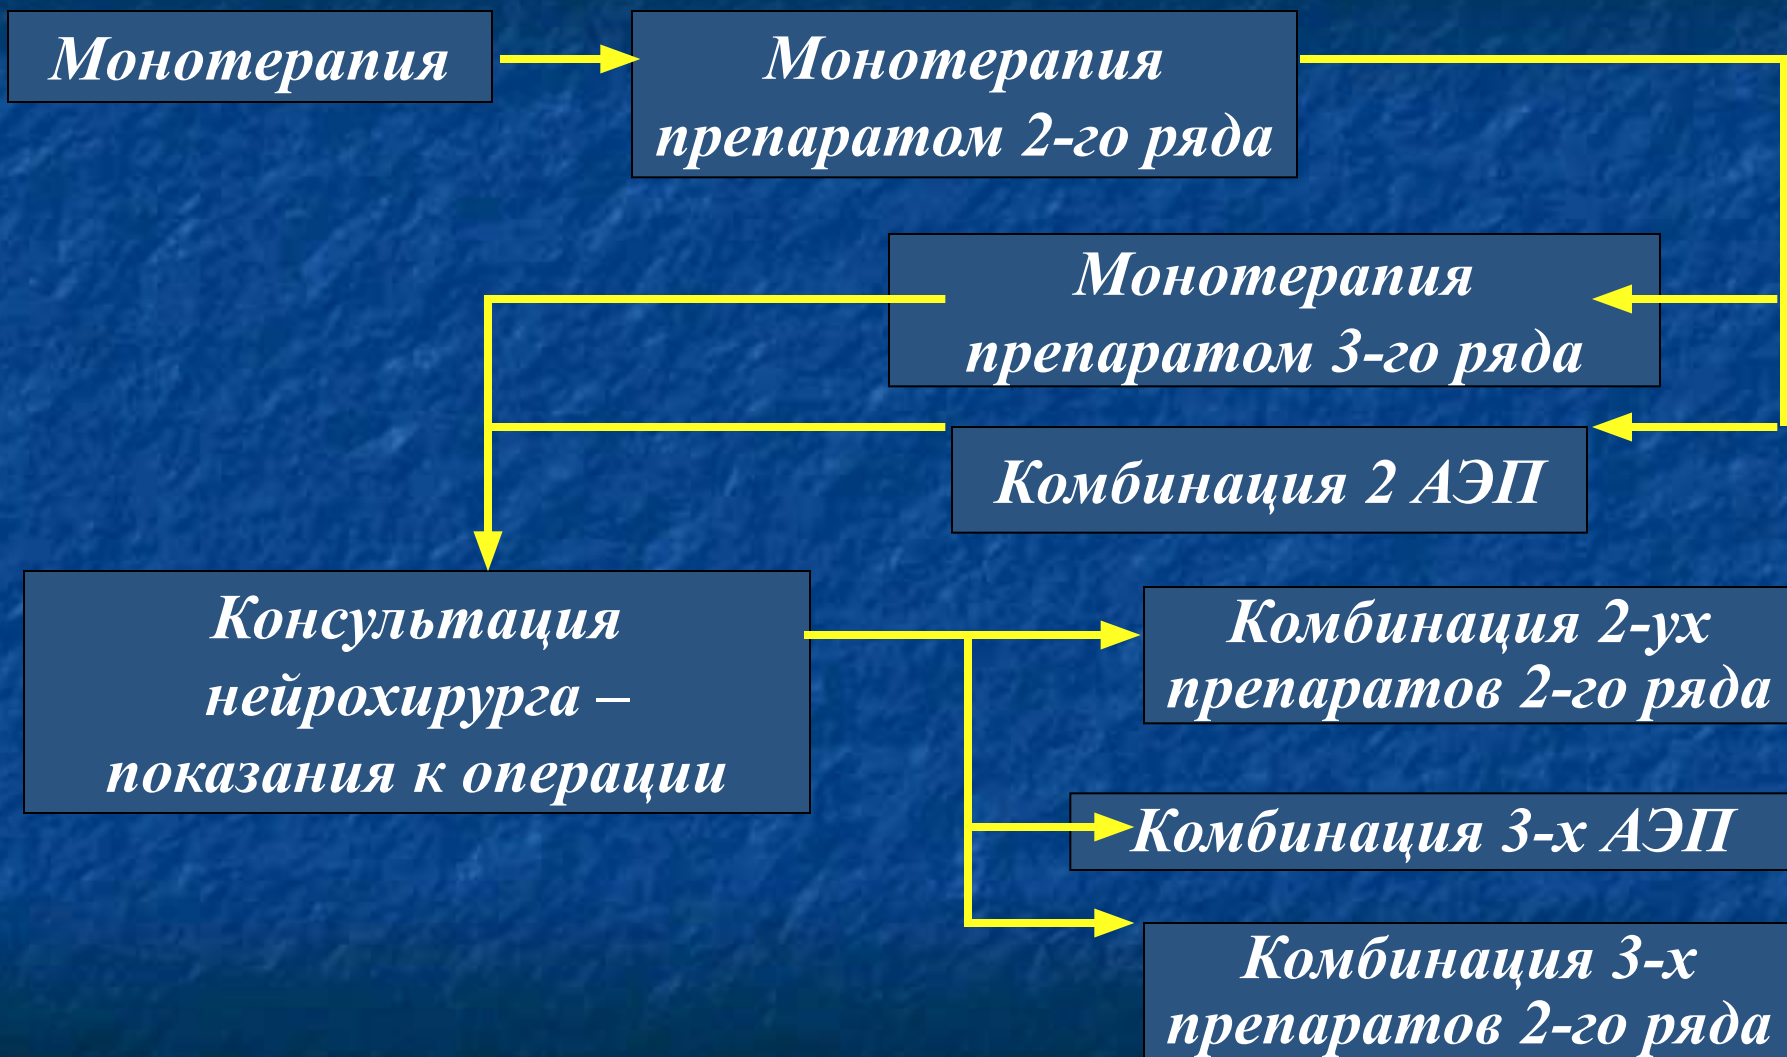 Монотерапия
Монотерапия
препаратом 2-го ряда
Монотерапия
препаратом 3-го ряда
Комбинация 2 АЭП
Консультация
нейрохирурга –
показания к операции
Комбинация 2-ух
препаратов 2-го ряда
Комбинация 3-х АЭП
Комбинация 3-х
препаратов 2-го ряда